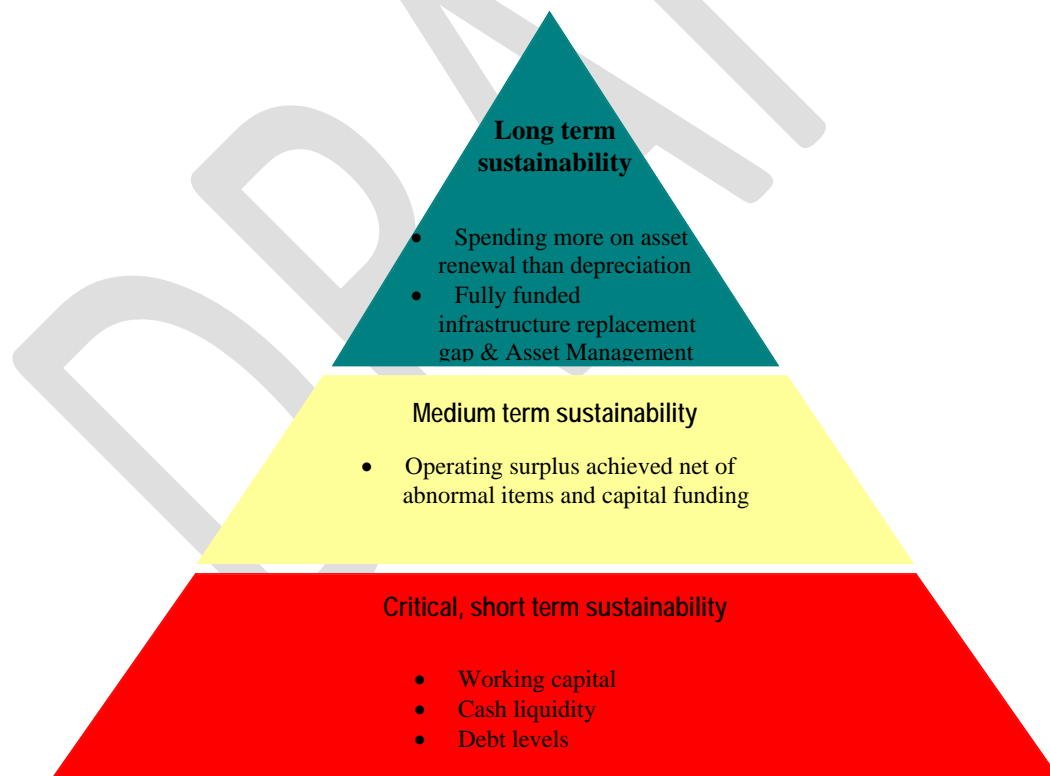 Long term
sustainability
• Spending more on asset
renewal than depreciation
• Fully funded
infrastructure replacement
gap & Asset Management
Medium term sustainability
• Operating surplus achieved net of
abnormal items and capital funding
Critical, short term sustainability
• Working capital
• Cash liquidity
• Debt levels